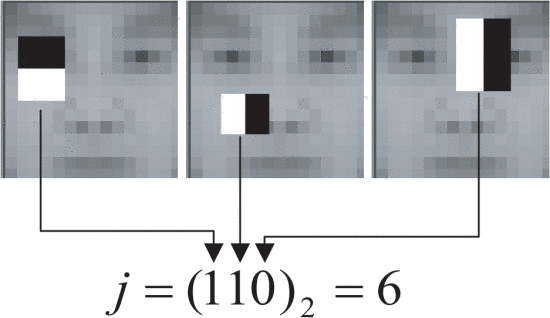 j = (110)₂ = 6